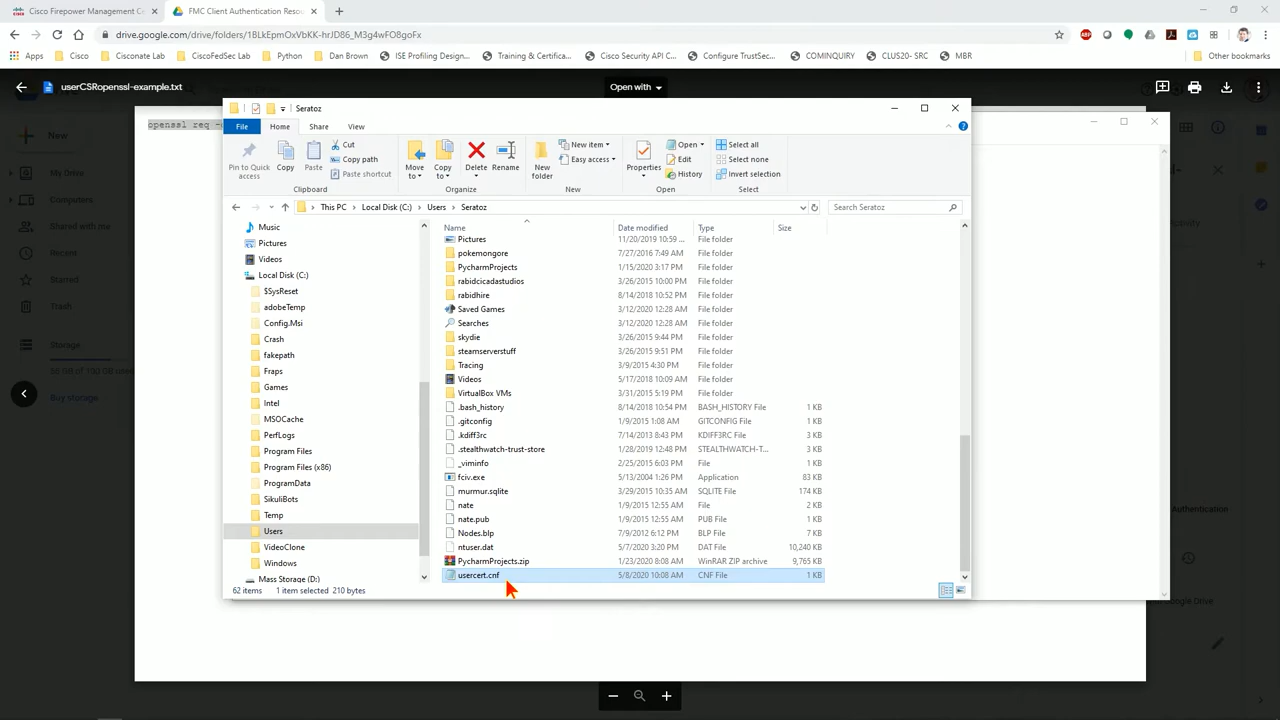 Cisco Firepower Management Ce
FMC Client Authentication Resou
drive.google.com/drive/folders/18LkEpmOxVbKK-hrJD86_M3g4wFO8goFx
Apps
Cisco
Cisconate Lab
CiscoFedSec Lab
Python
Dan Brown
ISE Profiling Design...
Training & Certifica...
Cisco Security API C...
Configure TrustSec...
COMINQUIRY
CLUS20- SRC
MBR
Other bookmarks
userCSRopenssl-example.txt
Open with
openssl req
New
My Drive
Computers
Shared with me
Recent
Starred
Trash
Storage
Buy storage
Seratoz
File
Home
Share
View
Pin to Quick access
Copy
Paste
Cut
Copy path
Paste shortcut
Clipboard
Move to
Copy to
Delete
Rename
Organize
New folder
New item
Easy access
New
Properties
Open
Edit
History
Open
Select all
Select none
Invert selection
Select
This PC
Local Disk (C:)
Users
Seratoz
Search Seratoz
Music
Pictures
Videos
Local Disk (C:)
$SysReset
adobeTemp
Config.Msi
Crash
fakepath
Fraps
Games
Intel
MSOCache
PerfLogs
Program Files
Program Files (x86)
ProgramData
SikuliBots
Temp
Users
VideoClone
Windows
Mass Storage (D:)
Name Date modified Type Size
Pictures 11/20/2019 10:59 ... File folder
pokemongore 7/27/2016 7:49 AM File folder
PycharmProjects 1/15/2020 3:17 PM File folder
rabidcicadastudios 3/26/2015 10:00 PM File folder
rabidhire 8/14/2018 10:52 PM File folder
Saved Games 3/12/2020 12:28 AM File folder
Searches 3/12/2020 12:28 AM File folder
skydie 3/26/2015 9:44 PM File folder
steamserverstuff 3/26/2015 9:51 PM File folder
Tracing 3/9/2015 4:30 PM File folder
Videos 5/17/2018 10:09 AM File folder
VirtualBox VMs 3/31/2015 5:19 PM File folder
.bash_history 8/14/2018 10:54 PM BASH_HISTORY File 1 KB
.gitconfig 1/9/2015 1:08 AM GITCONFIG File 1 KB
.kdiff3rc 7/14/2013 8:43 PM KDIFF3RC File 3 KB
.stealthwatch-trust-store 1/28/2019 12:48 PM STEALTHWATCH-T... 3 KB
_viminfo 2/25/2015 6:03 PM File 1 KB
fciv.exe 5/13/2004 1:26 PM Application 83 KB
murmur.sqlite 3/29/2015 10:35 AM SQLITE File 174 KB
nate 1/9/2015 12:55 AM File 2 KB
nate.pub 1/9/2015 12:55 AM PUB File 1 KB
Nodes.blp 7/9/2012 6:12 PM BLP File 7 KB
ntuser.dat 5/7/2020 3:20 PM DAT File 10,240 KB
PycharmProjects.zip 1/23/2020 8:08 AM WinRAR ZIP archive 9,765 KB
usercert.cnf 5/8/2020 10:08 AM CNF File 1 KB
62 items 1 item selected 210 bytes